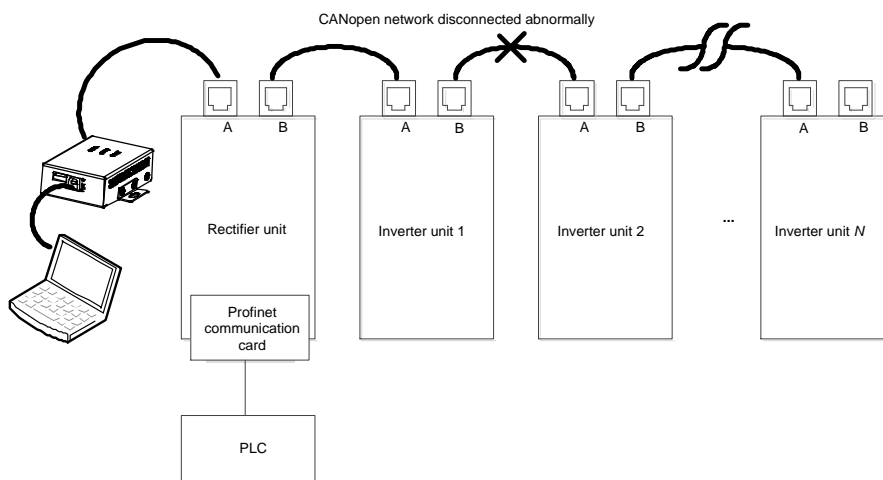 CANopen network disconnected abnormally
A
B
A
B
A
B
A
B
Rectifier unit
Inverter unit 1
Inverter unit 2
...
Inverter unit N
Profinet
communication
card
PLC